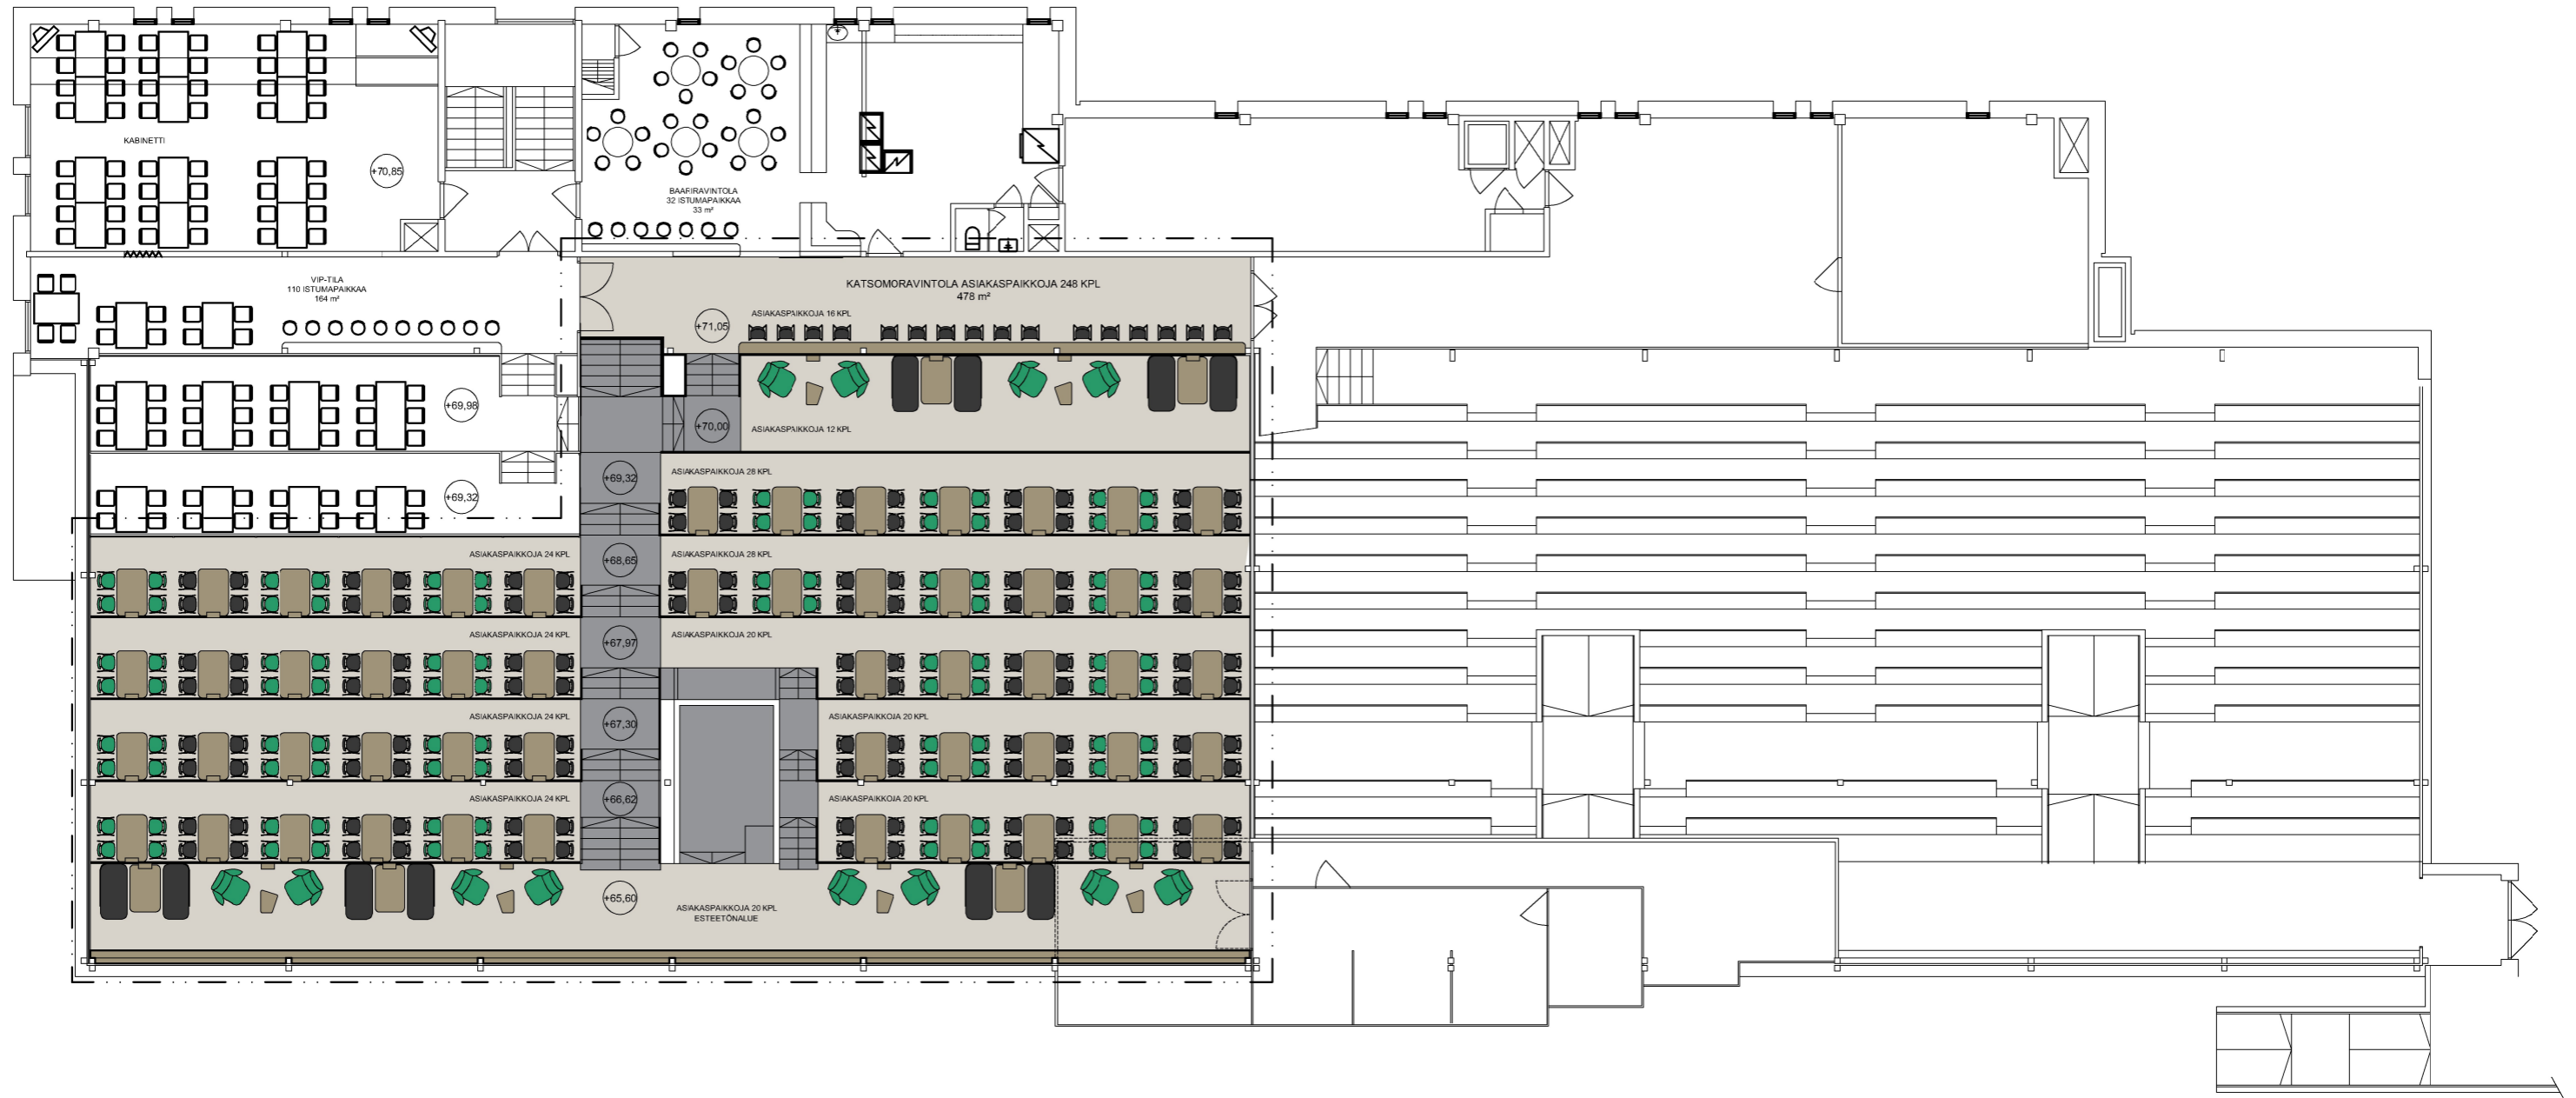 KABINETTI
+70,85
BAARIRAVINTOLA
32 ISTUMAPAIKKAA
33 m²
VIP-TILA
110 ISTUMAPAIKKAA
164 m²
KATSOMORAVINTOLA ASIAKASPAIKKOJA 248 KPL
478 m²
ASIAKASPAIKKOJA 16 KPL
+71,05
+69,98
+70,00
ASIAKASPAIKKOJA 12 KPL
+69,32
+69,32
ASIAKASPAIKKOJA 28 KPL
ASIAKASPAIKKOJA 24 KPL
+68,65
ASIAKASPAIKKOJA 28 KPL
ASIAKASPAIKKOJA 24 KPL
+67,97
ASIAKASPAIKKOJA 20 KPL
ASIAKASPAIKKOJA 24 KPL
+67,30
ASIAKASPAIKKOJA 20 KPL
ASIAKASPAIKKOJA 24 KPL
+66,62
ASIAKASPAIKKOJA 20 KPL
+65,60
ASIAKASPAIKKOJA 20 KPL
ESTEETÖNALUE